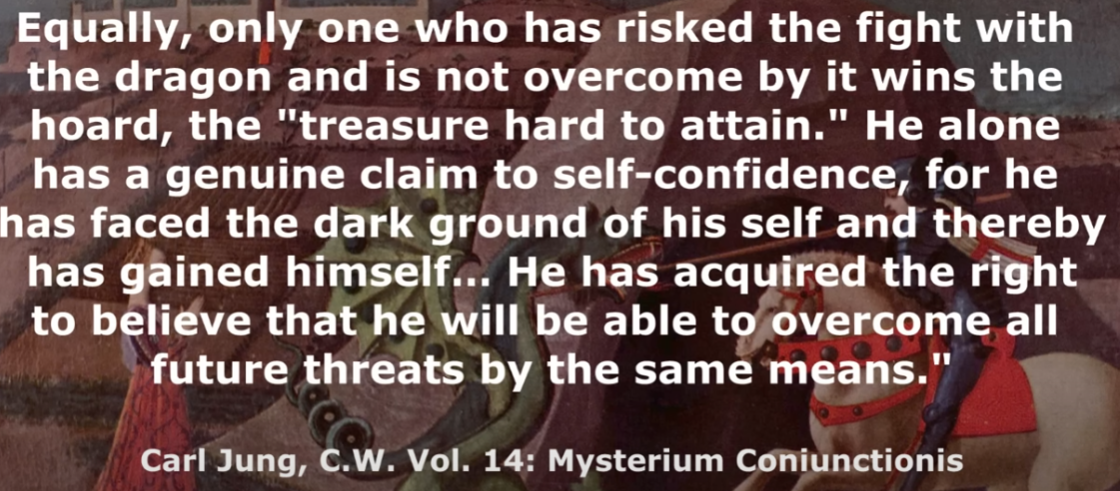 Equally, only one who has risked the fight with
the dragon and is not overcome by it wins the
hoard, the "treasure hard to attain." He alone
has a genuine claim to self-confidence, for he
has faced the dark ground of his self and thereby
has gained himself... He has acquired the right
to believe that he will be able to overcome all
future threats by the same means."
Carl Jung, C.W. Vol. 14: Mysterium Coniunctionis